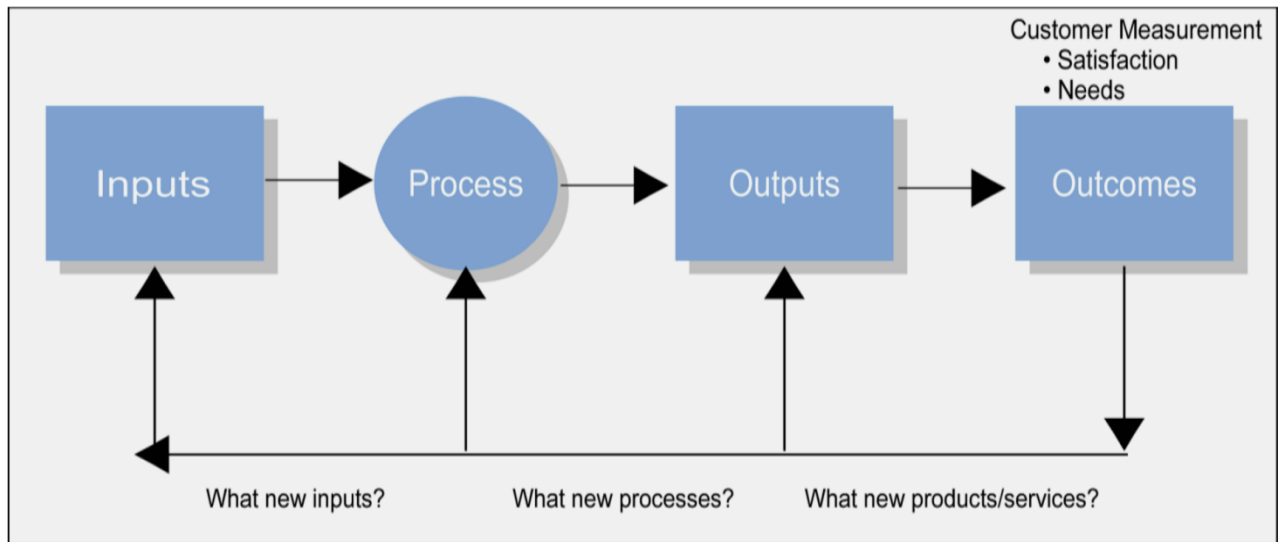 Customer Measurement
• Satisfaction
• Needs
Inputs
Process
Outputs
Outcomes
What new inputs?
What new processes?
What new products/services?